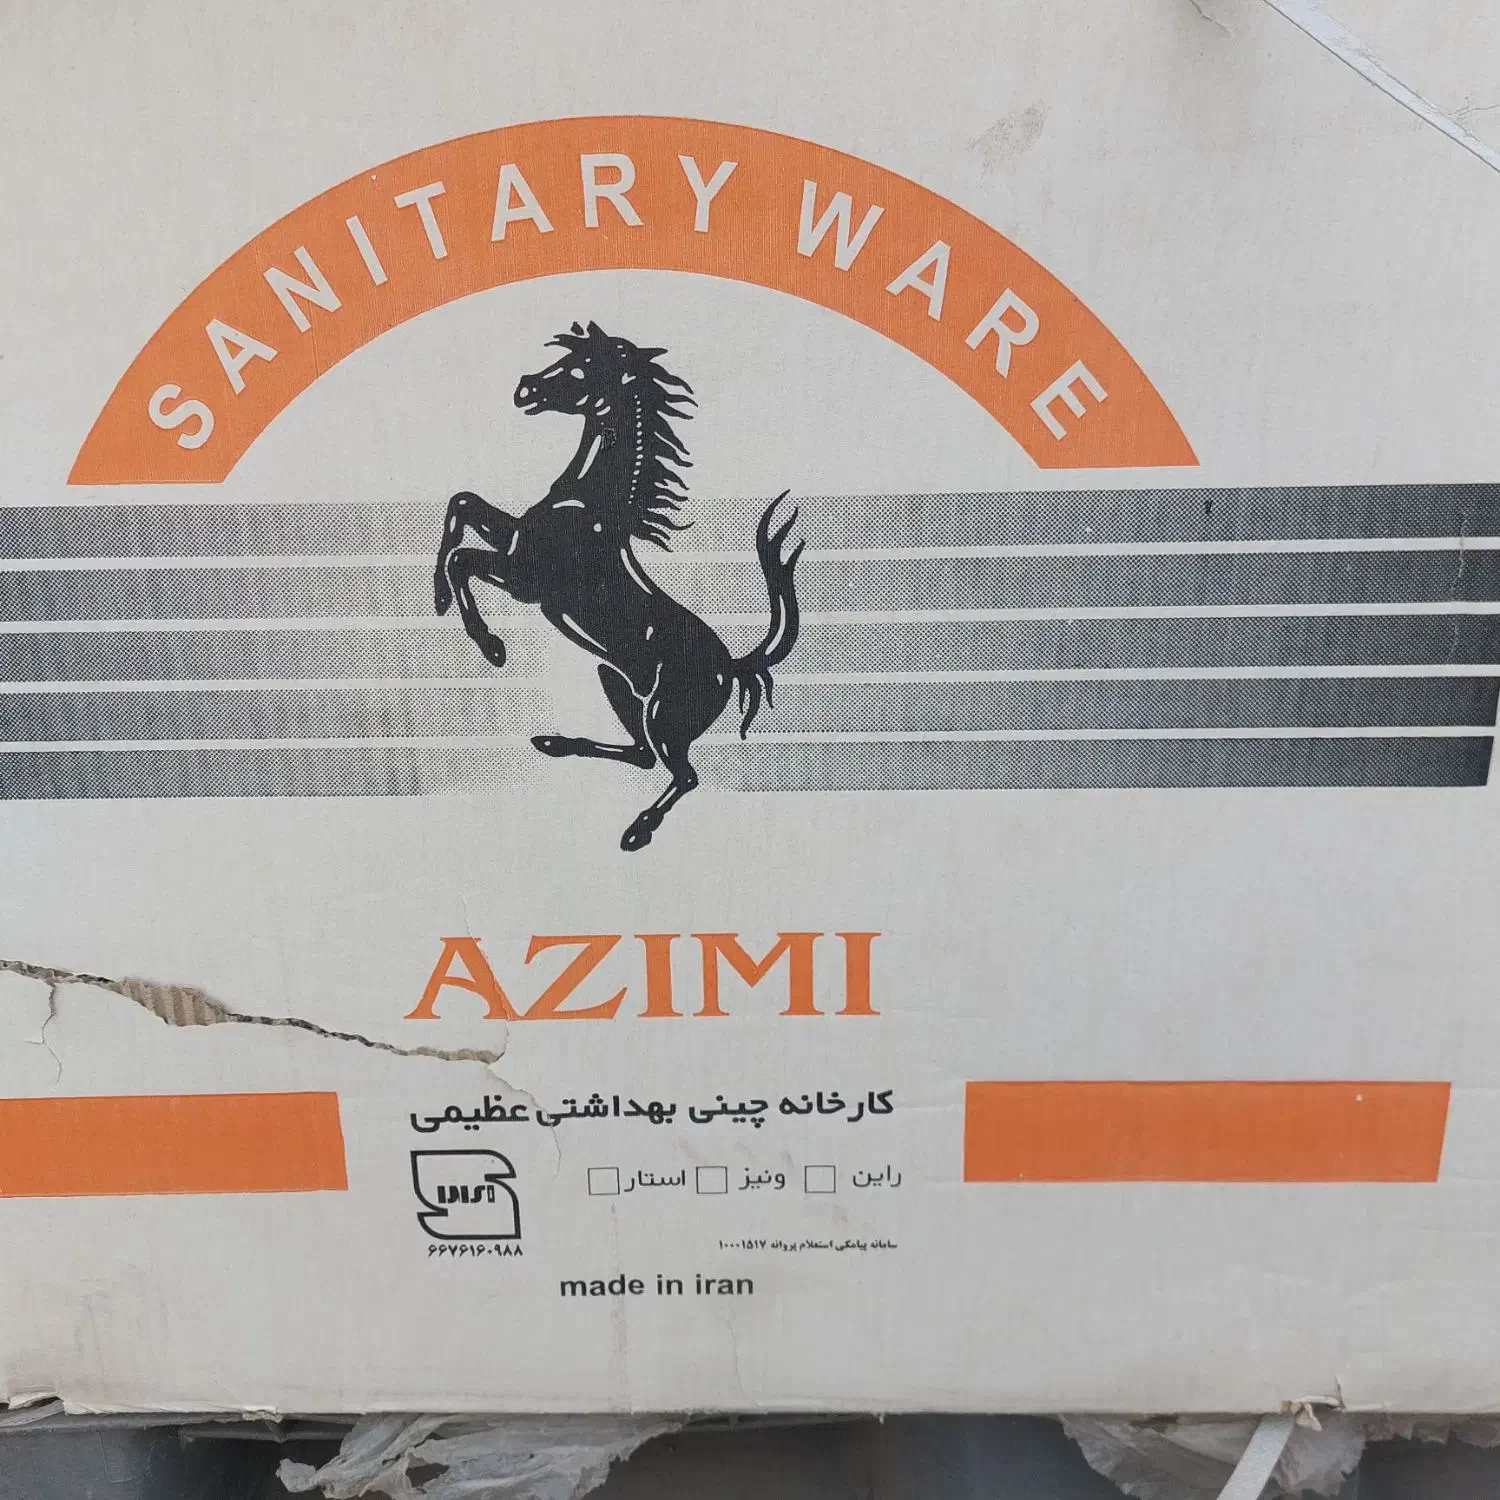 SANITARY WARE
AZIMI
کارخانه چینی بهداشتی عظیمی
راین ونیز استار
۶۶۷۶۱۶۰۹۸۸
سامانه پیامکی استعلام پروانه ۱۰۰۰۱۵۱۷
made in iran